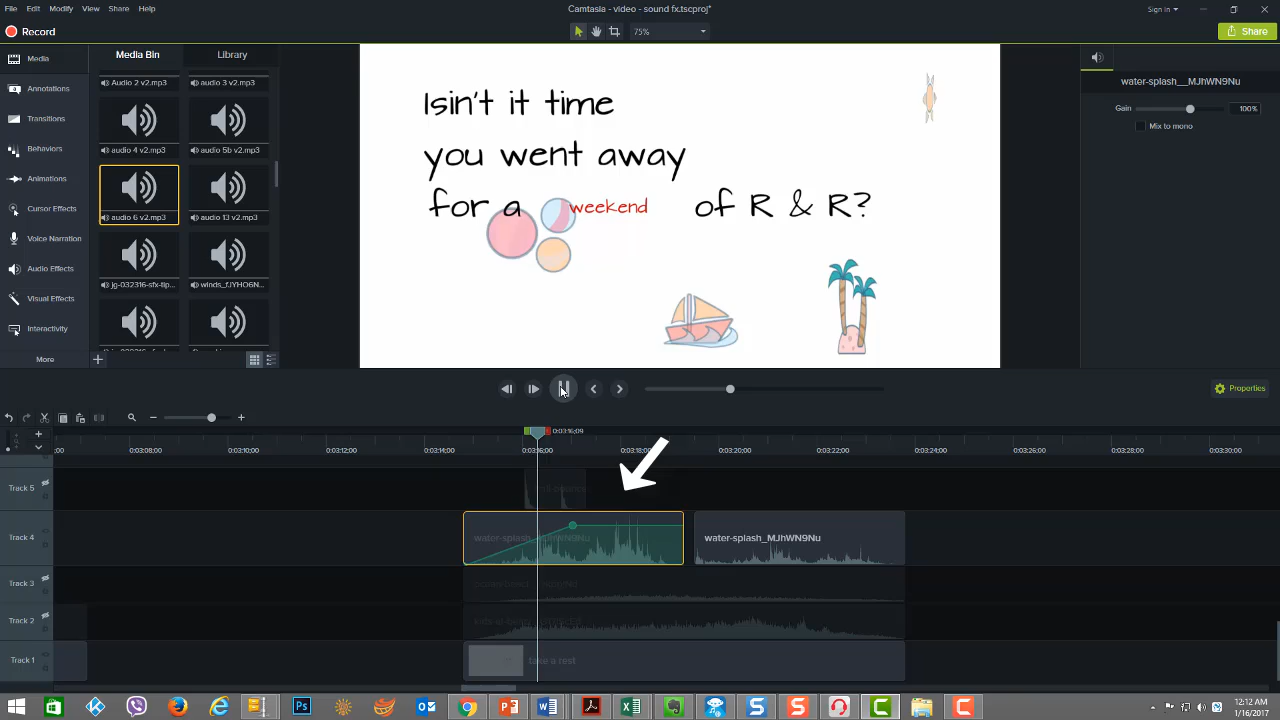 File Edit Modify View Share Help
Camtasia - video - sound fx.tscproj*
Sign in
Record
75%
Share
Media
Annotations
Transitions
Behaviors
Animations
Cursor Effects
Voice Narration
Audio Effects
Visual Effects
Interactivity
More
Media Bin
Library
Audio 2 v2.mp3
audio 3 v2.mp3
audio 4 v2.mp3
audio 5b v2.mp3
audio 6 v2.mp3
audio 13 v2.mp3
winds_fJYHO6N...
Isin't it time
you went away
for a weekend of R & R?
water-splash__MJhWN9Nu
Gain 100%
Mix to mono
Properties
0:03:16;09
0:03:08;00 0:03:10;00 0:03:12;00 0:03:14;00 0:03:16;00 0:03:18;00 0:03:20;00 0:03:22;00 0:03:24;00 0:03:26;00 0:03:28;00 0:03:30;00
Track 5
Track 4
water-splash_MJhWN9Nu
water-splash_MJhWN9Nu
Track 3
Track 2
Track 1
take a rest
12:12 AM
1/16/2017